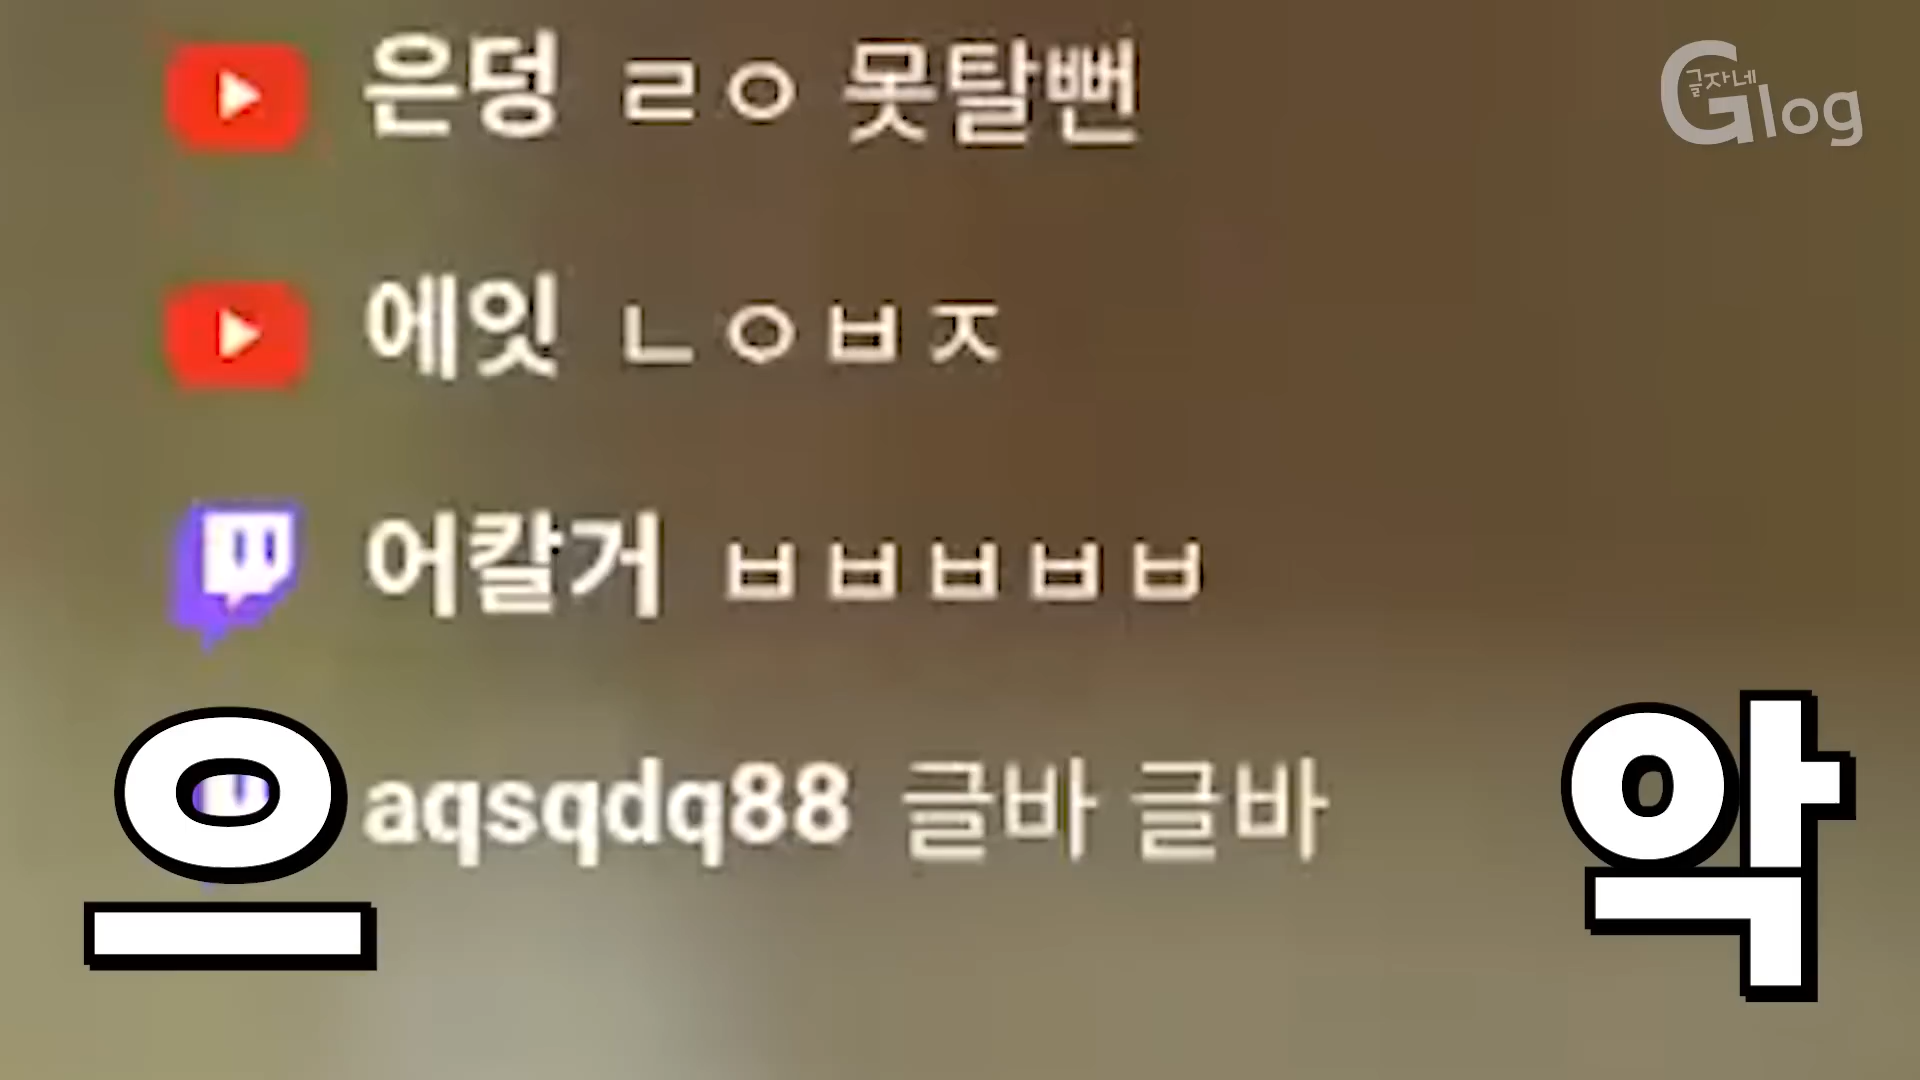 은덩 ㄹㅇ 못탈뻔
글자네 Glog
에잇 ㄴㅇㅂㅈ
어칼거 ㅂㅂㅂㅂㅂ
aqsqdq88 글바 글바
으 악